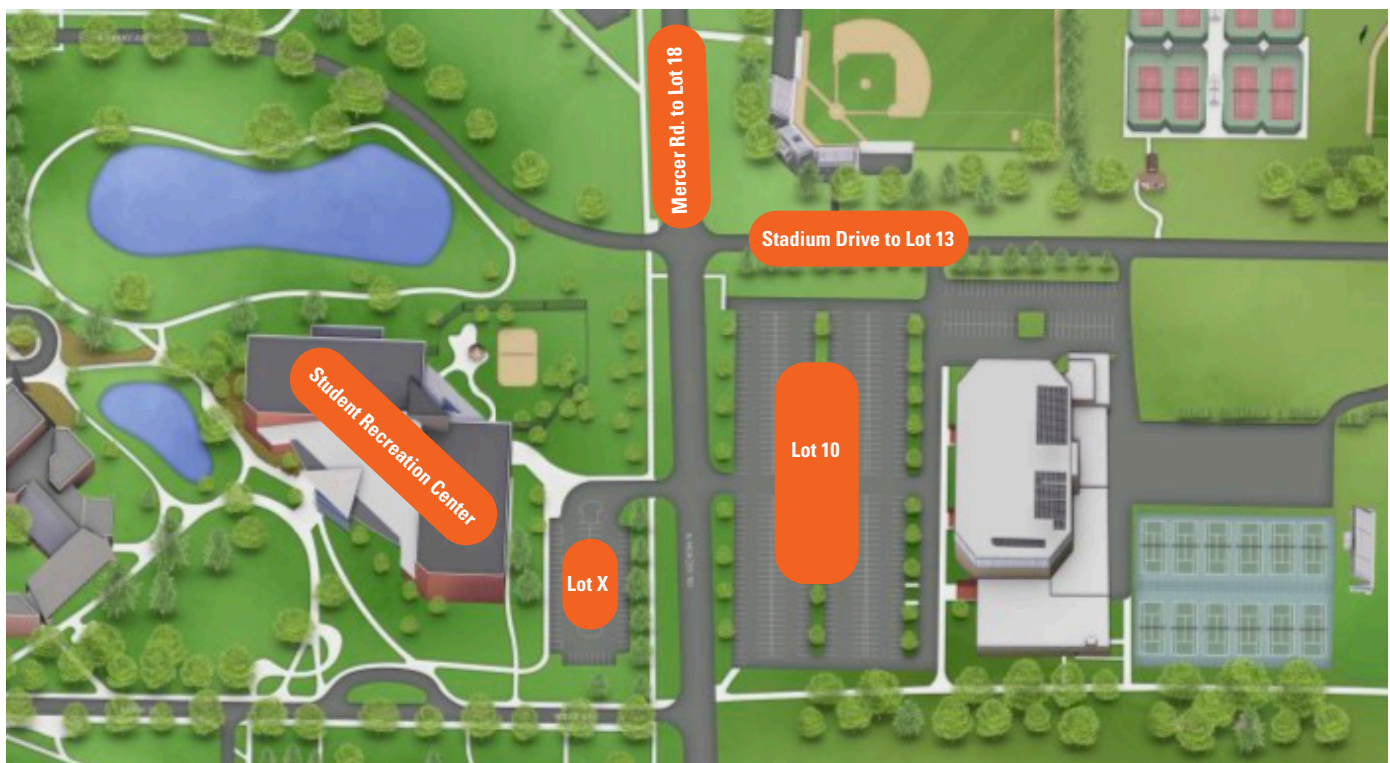 Mercer Rd. to Lot 18
Stadium Drive to Lot 13
Student Recreation Center
Lot 10
Lot X